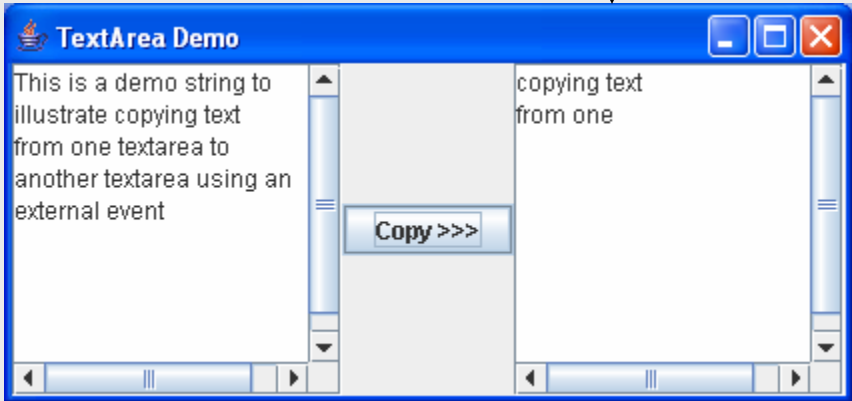 TextArea Demo
This is a demo string to
illustrate copying text
from one textarea to
another textarea using an
external event
Copy >>>
copying text
from one